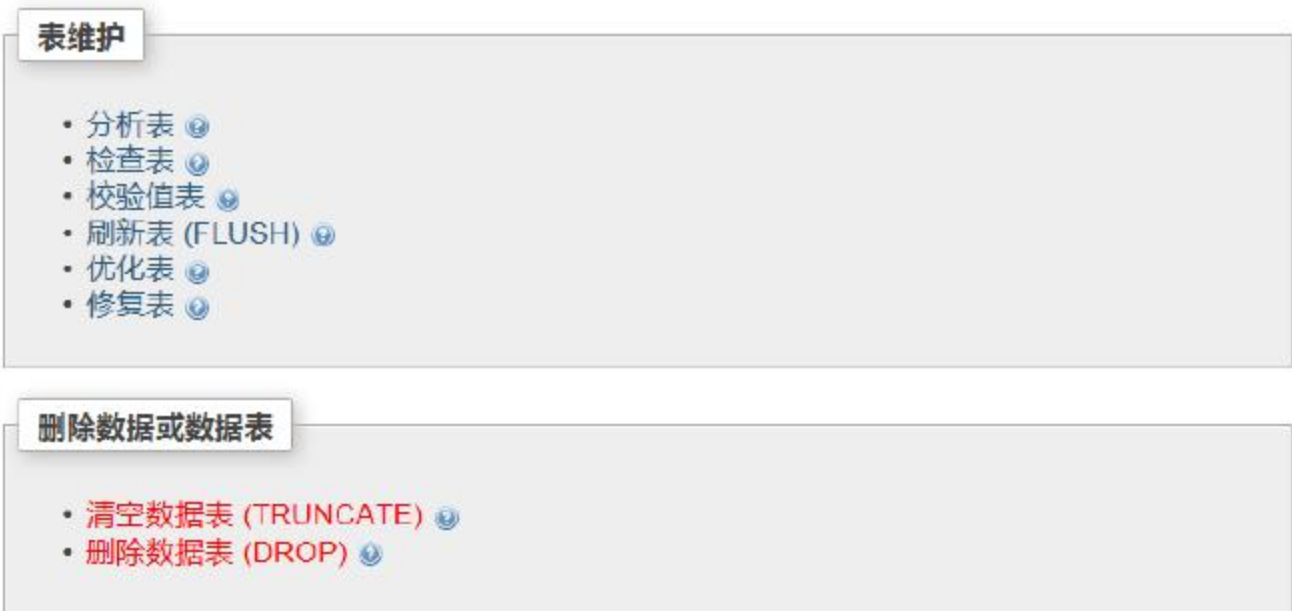 表维护
分析表
检查表
校验值表
刷新表 (FLUSH)
优化表
修复表
删除数据或数据表
清空数据表 (TRUNCATE)
删除数据表 (DROP)